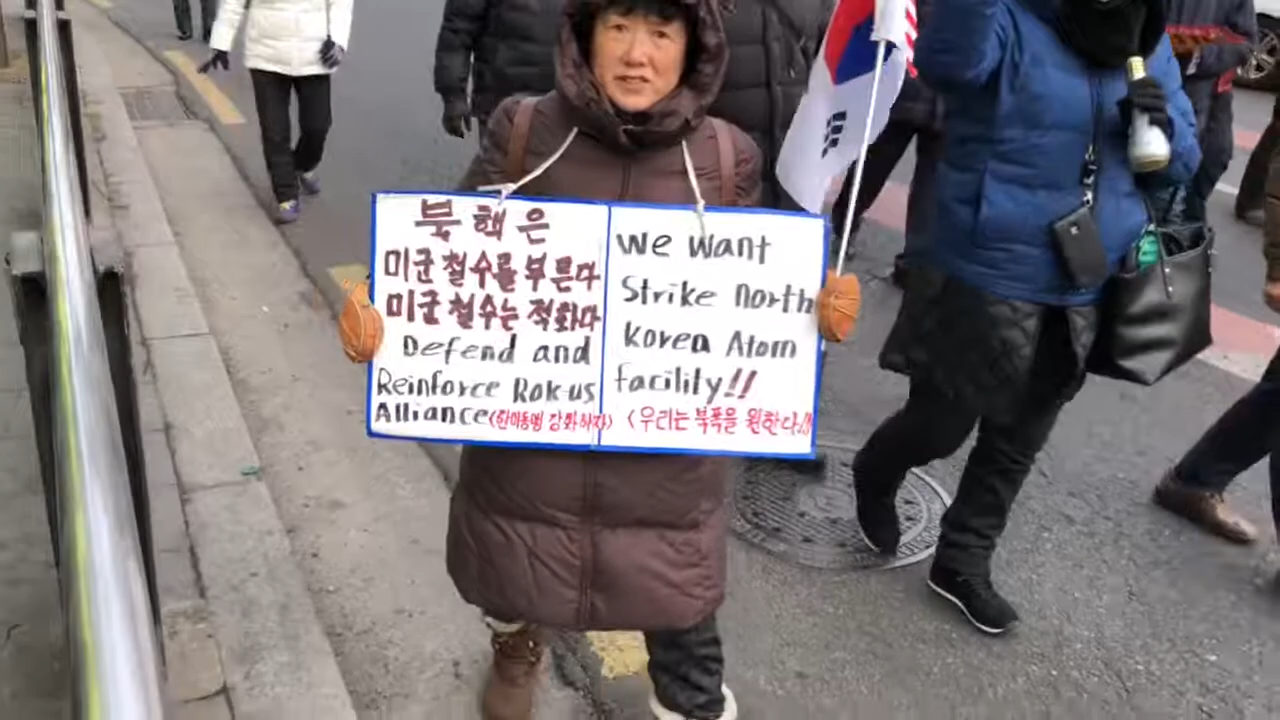 북핵은
미군철수를 부른다
미군철수는 적화다
Defend and
Reinforce Rok-us
Alliance(한미동맹 강화하자)
we want
Strike north
korea Atom
facility!!
<우리는 북폭을 원한다!!